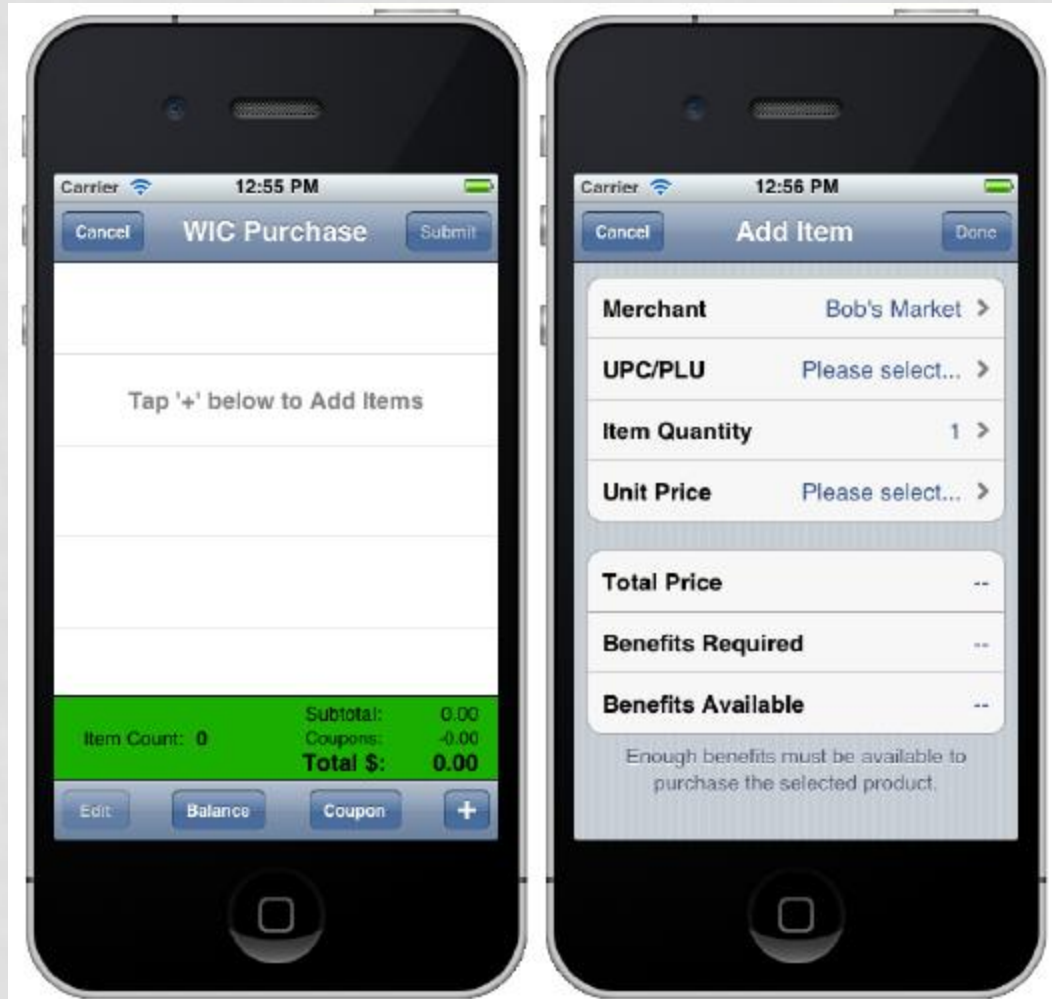 Carrier 12:55 PM
Cancel WIC Purchase Submit
Tap '+' below to Add Items
Subtotal: 0.00
Item Count: 0 Coupons: -0.00
Total $: 0.00
Edit Balance Coupon +
Carrier 12:56 PM
Cancel Add Item Done
Merchant Bob's Market >
UPC/PLU Please select... >
Item Quantity 1 >
Unit Price Please select... >
Total Price --
Benefits Required --
Benefits Available --
Enough benefits must be available to
purchase the selected product.